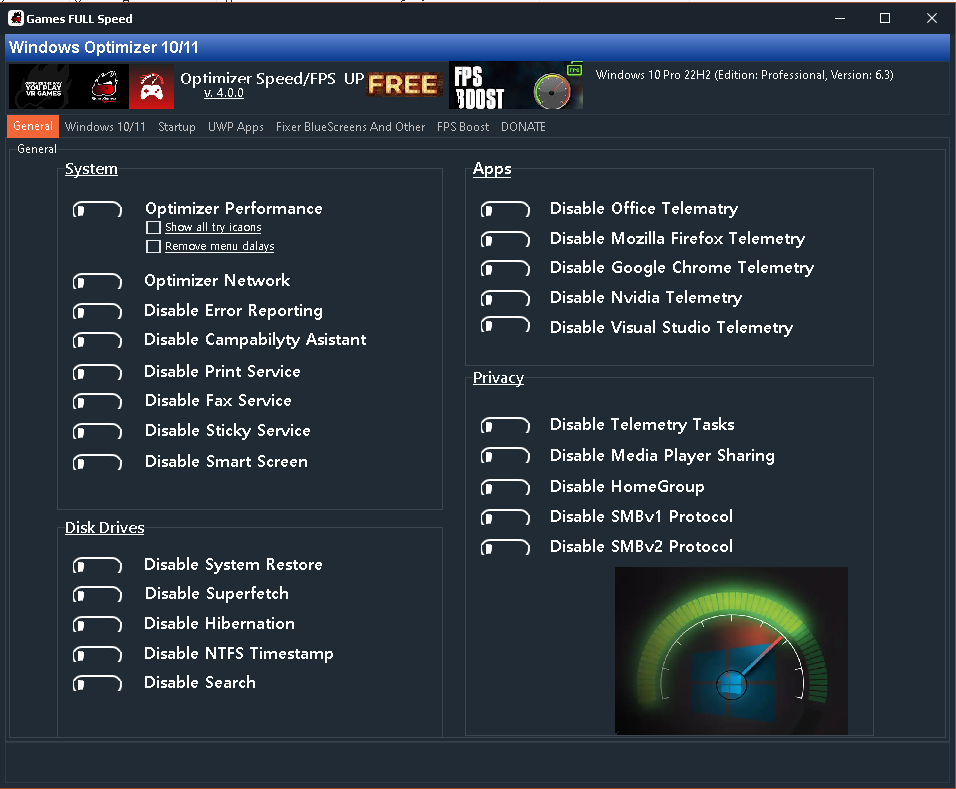 Games FULL Speed
Windows Optimizer 10/11
YOU PLAY
VR GAMES
Optimizer Speed/FPS UP
v. 4.0.0
FREE
FPS
BOOST
Windows 10 Pro 22H2 (Edition: Professional, Version: 6.3)
General
Windows 10/11
Startup
UWP Apps
Fixer BlueScreens And Other
FPS Boost
DONATE
General
System
Optimizer Performance
Show all try icaons
Remove menu dalays
Optimizer Network
Disable Error Reporting
Disable Campabilyty Asistant
Disable Print Service
Disable Fax Service
Disable Sticky Service
Disable Smart Screen
Disk Drives
Disable System Restore
Disable Superfetch
Disable Hibernation
Disable NTFS Timestamp
Disable Search
Apps
Disable Office Telematry
Disable Mozilla Firefox Telemetry
Disable Google Chrome Telemetry
Disable Nvidia Telemetry
Disable Visual Studio Telemetry
Privacy
Disable Telemetry Tasks
Disable Media Player Sharing
Disable HomeGroup
Disable SMBv1 Protocol
Disable SMBv2 Protocol